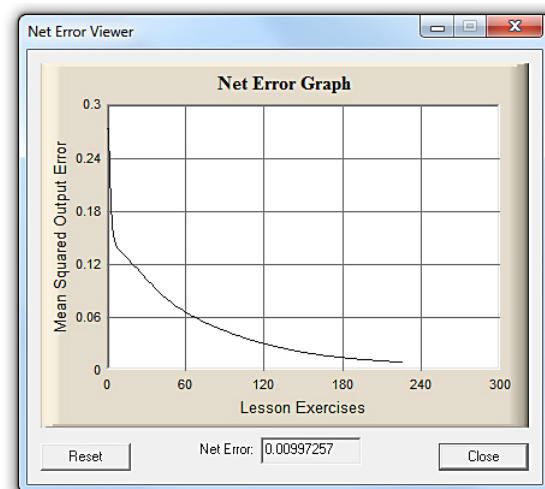 Net Error Viewer
Net Error Graph
Mean Squared Output Error
0.3
0.24
0.18
0.12
0.06
0
0 60 120 180 240 300
Lesson Exercises
Reset
Net Error: 0.00997257
Close